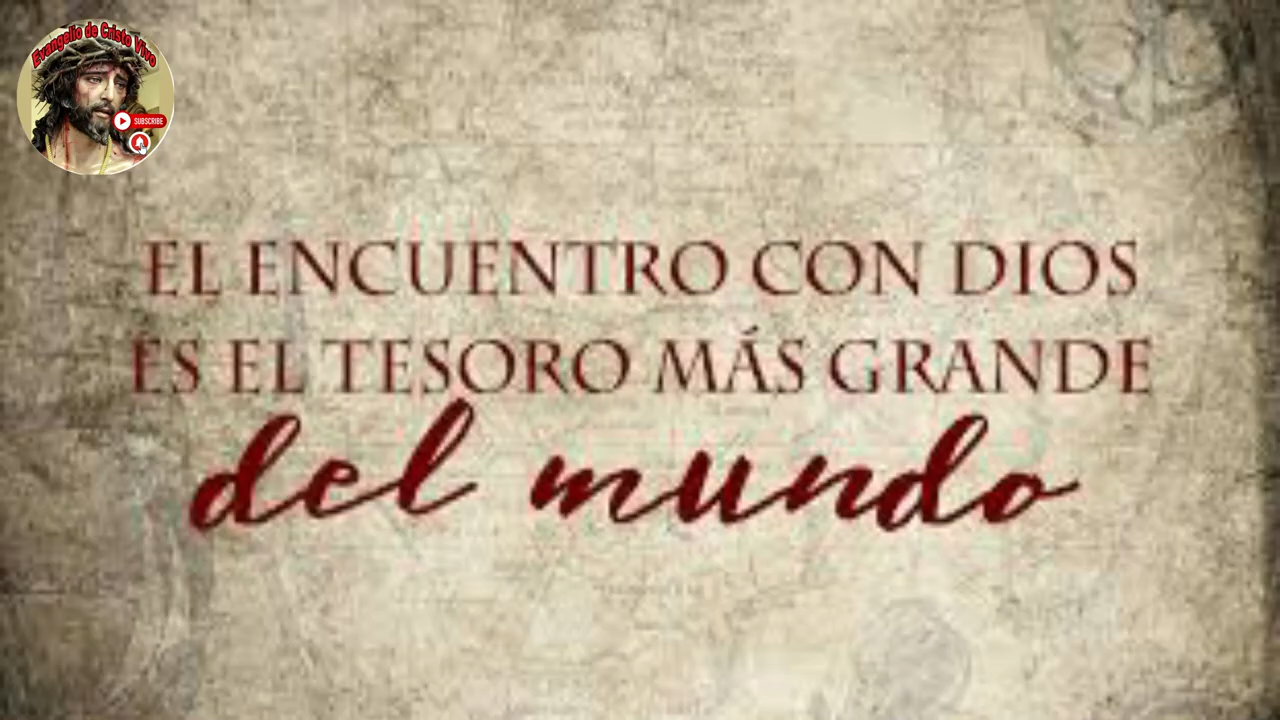 Evangelio de Cristo Vivo
SUBSCRIBE
EL ENCUENTRO CON DIOS
ES EL TESORO MÁS GRANDE
del mundo